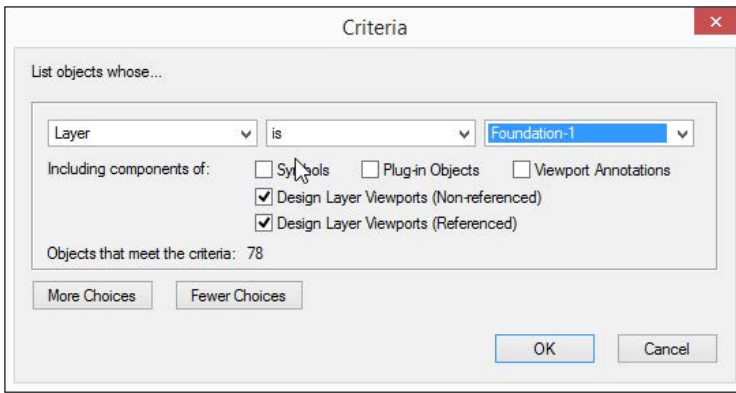 Criteria
List objects whose...
Layer is Foundation-1
Including components of: Symbols Plug-in Objects Viewport Annotations
Design Layer Viewports (Non-referenced)
Design Layer Viewports (Referenced)
Objects that meet the criteria: 78
More Choices Fewer Choices
OK Cancel